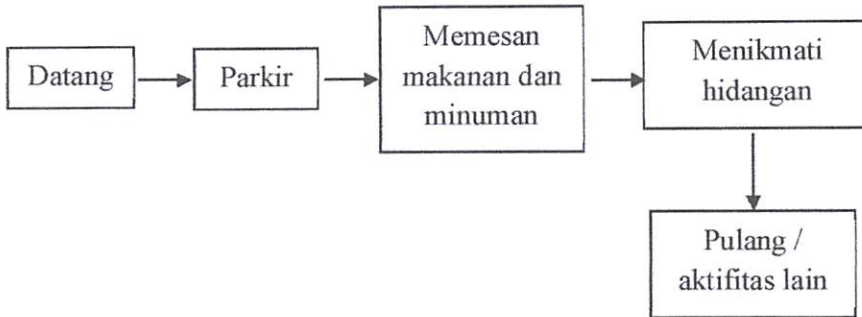 Datang
Parkir
Memesan
makanan dan
minuman
Menikmati
hidangan
Pulang /
aktifitas lain